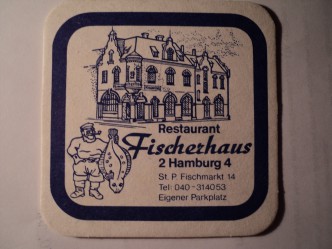 Restaurant
Fischerhaus
2 Hamburg 4
St. P. Fischmarkt 14
Tel: 040-314053
Eigener Parkplatz